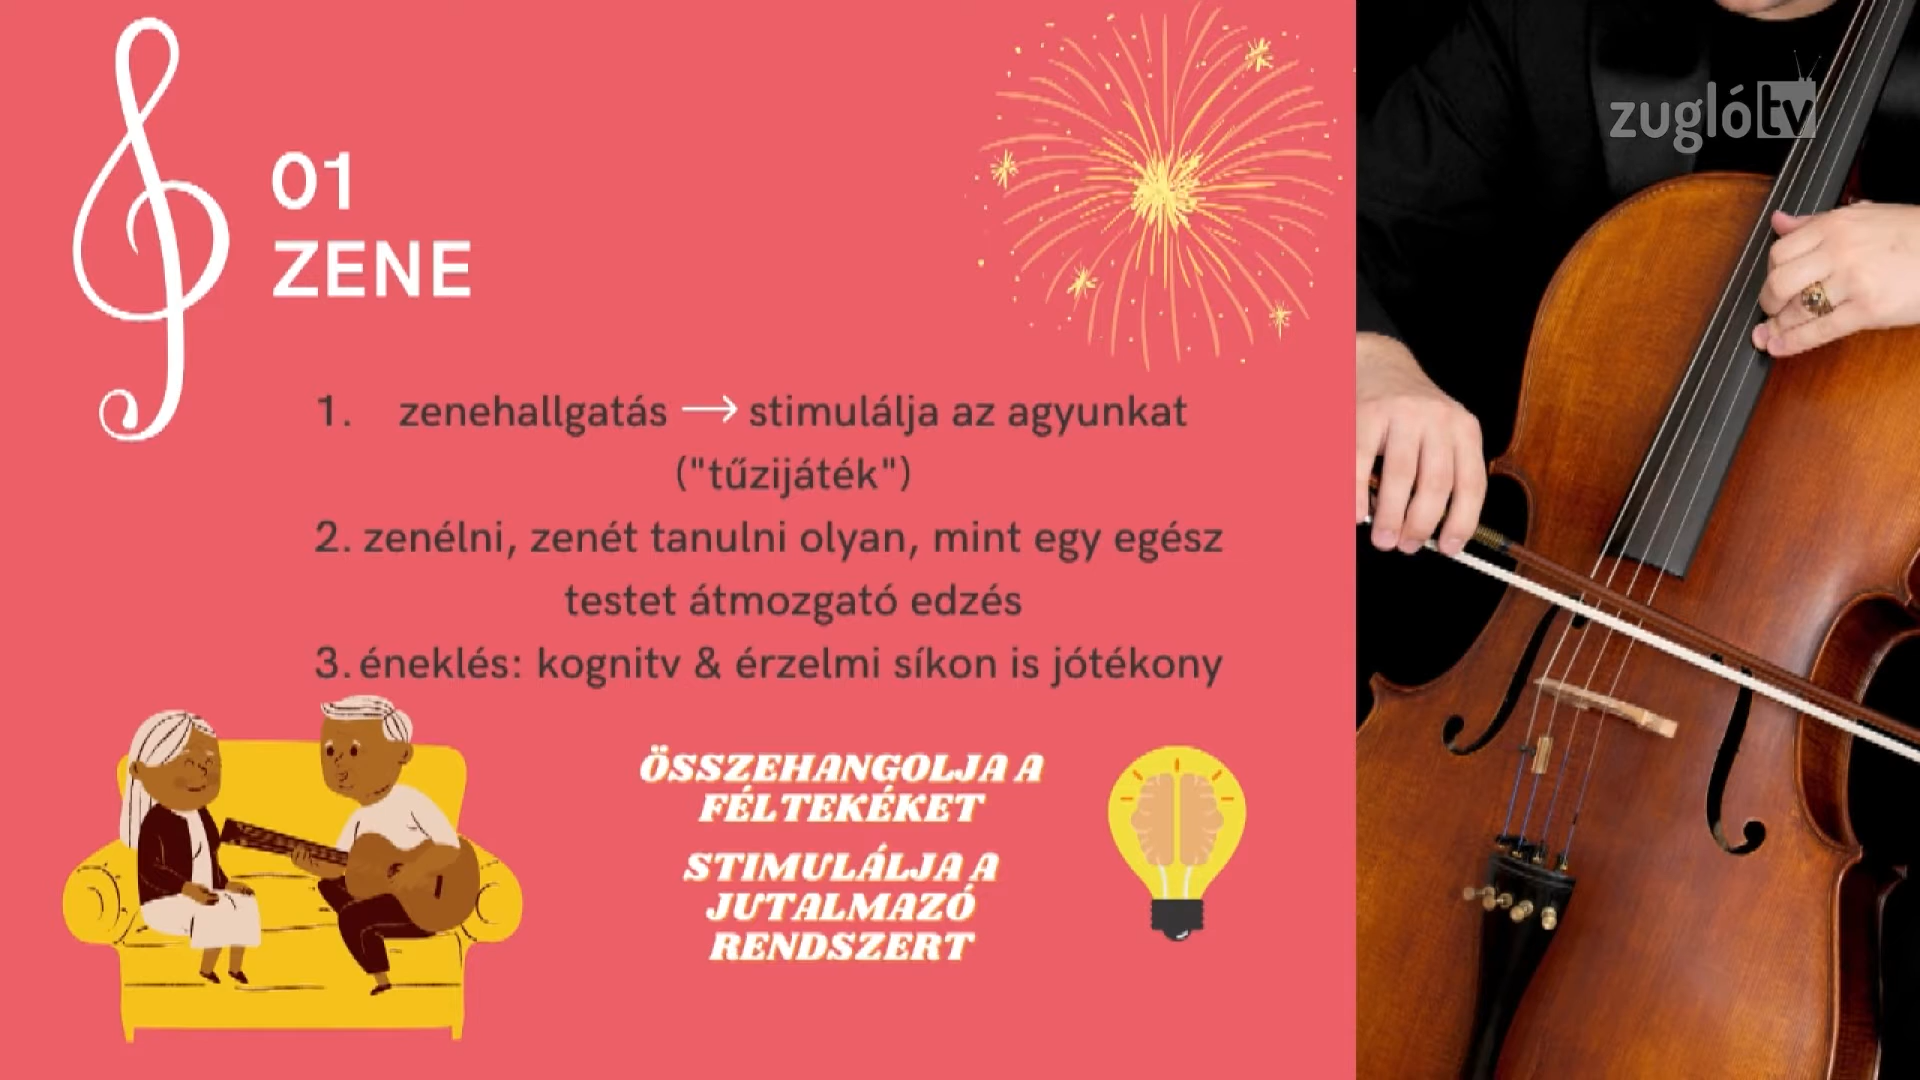 01
ZENE
zuglótv
1. zenehallgatás → stimulálja az agyunkat
("tűzijáték")
2. zenélni, zenét tanulni olyan, mint egy egész
testet átmozgató edzés
3. éneklés: kognitv & érzelmi síkon is jótékony
ÖSSZEHANGOLJA A
FÉLTEKÉKET
STIMULÁLJA A
JUTALMAZÓ
RENDSZERT